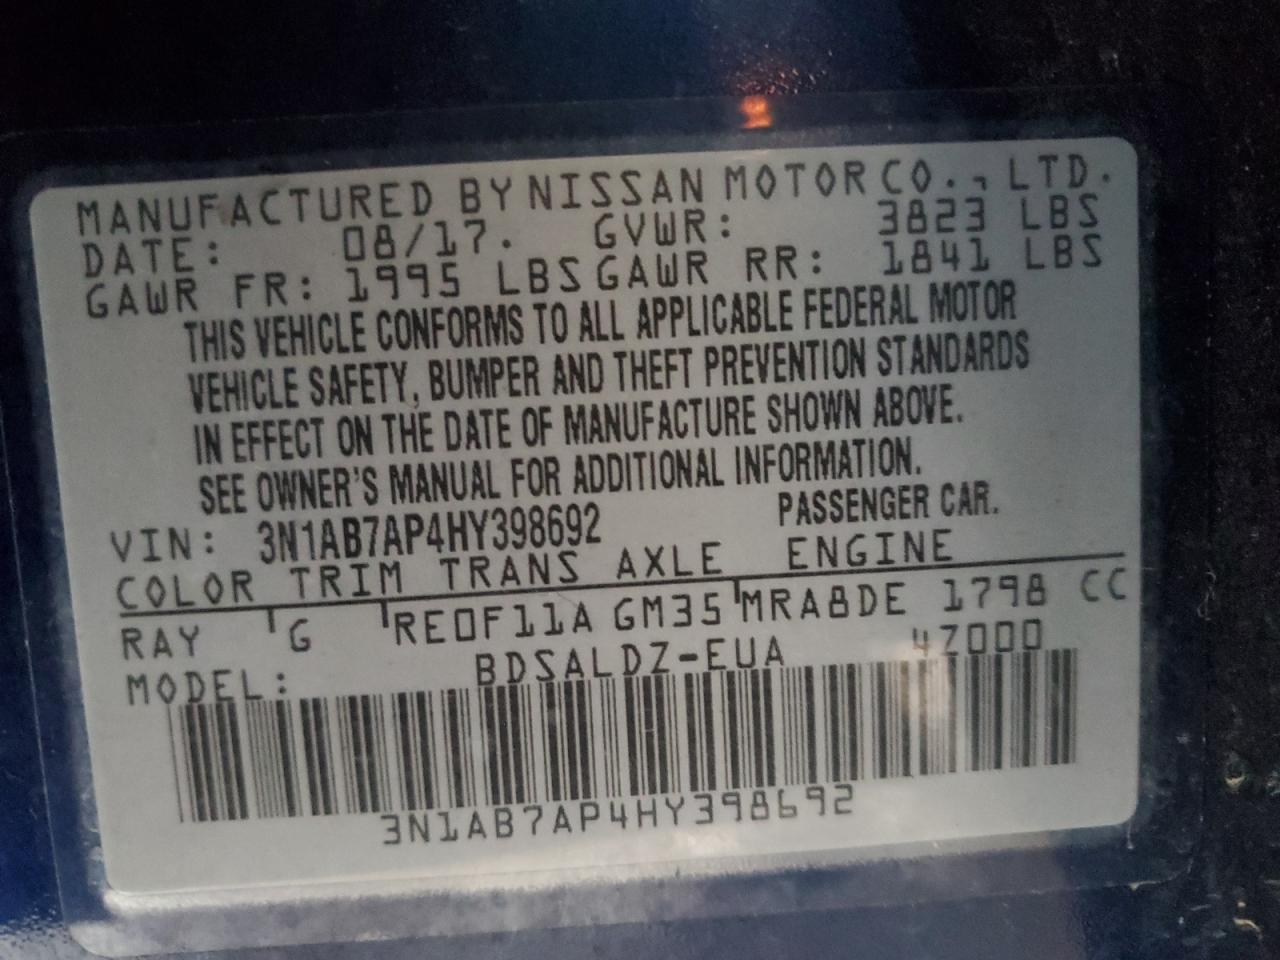 MANUFACTURED BY NISSAN MOTOR CO., LTD.
DATE: 08/17. GVWR: 3823 LBS
GAWR FR: 1995 LBS GAWR RR: 1841 LBS
THIS VEHICLE CONFORMS TO ALL APPLICABLE FEDERAL MOTOR
VEHICLE SAFETY, BUMPER AND THEFT PREVENTION STANDARDS
IN EFFECT ON THE DATE OF MANUFACTURE SHOWN ABOVE.
SEE OWNER'S MANUAL FOR ADDITIONAL INFORMATION.
VIN: 3N1AB7AP4HY398692 PASSENGER CAR.
COLOR TRIM TRANS AXLE ENGINE
RAY G RE0F11A GM35 MRA8DE 1798 CC
MODEL: BDSALDZ-EUA 4Z000
3N1AB7AP4HY398692